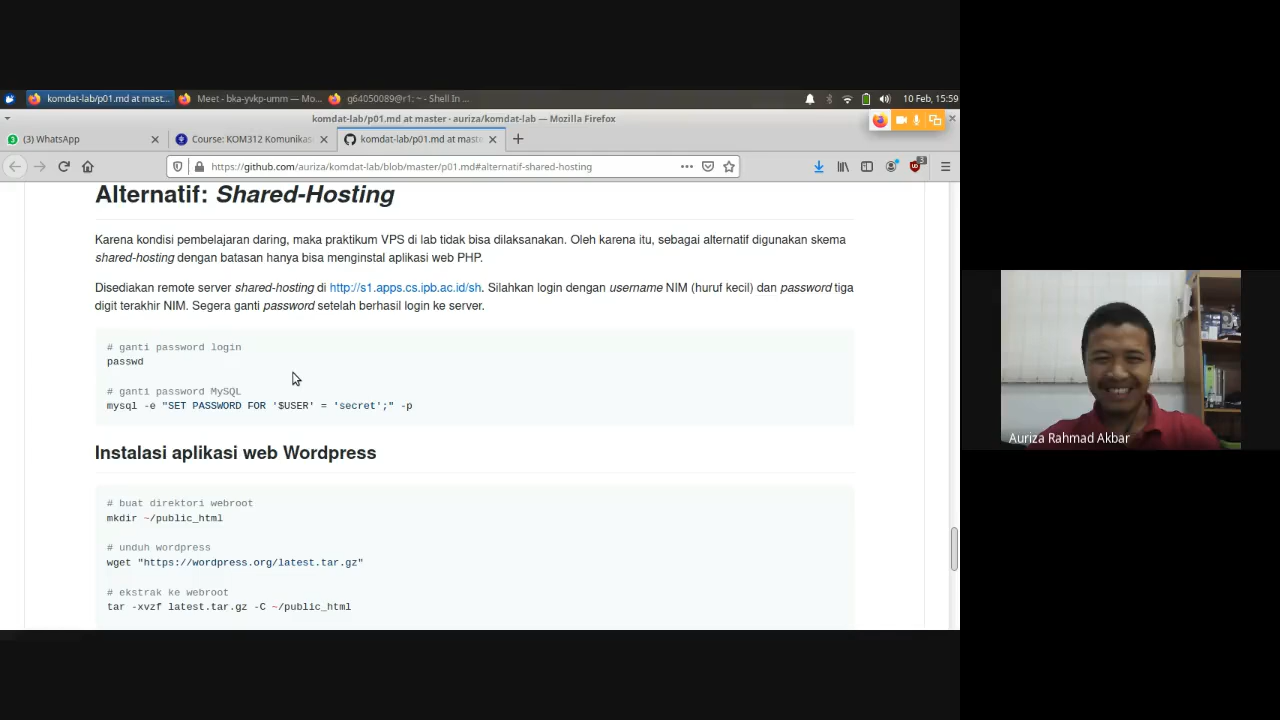 komdat-lab/p01.md at mast...
Meet - bka-yvkp-umm — Mo...
g64050089@r1: ~ - Shell In ...
10 Feb, 15:59
komdat-lab/p01.md at master · auriza/komdat-lab — Mozilla Firefox
(3) WhatsApp
Course: KOM312 Komunikas
komdat-lab/p01.md at maste
https://github.com/auriza/komdat-lab/blob/master/p01.md#alternatif-shared-hosting
Alternatif: Shared-Hosting
Karena kondisi pembelajaran daring, maka praktikum VPS di lab tidak bisa dilaksanakan. Oleh karena itu, sebagai alternatif digunakan skema
shared-hosting dengan batasan hanya bisa menginstal aplikasi web PHP.
Disediakan remote server shared-hosting di http://s1.apps.cs.ipb.ac.id/sh. Silahkan login dengan username NIM (huruf kecil) dan password tiga
digit terakhir NIM. Segera ganti password setelah berhasil login ke server.
# ganti password login
passwd
# ganti password MySQL
mysql -e "SET PASSWORD FOR '$USER' = 'secret';" -p
Instalasi aplikasi web Wordpress
# buat direktori webroot
mkdir ~/public_html
# unduh wordpress
wget "https://wordpress.org/latest.tar.gz"
# ekstrak ke webroot
tar -xvzf latest.tar.gz -C ~/public_html
Auriza Rahmad Akbar